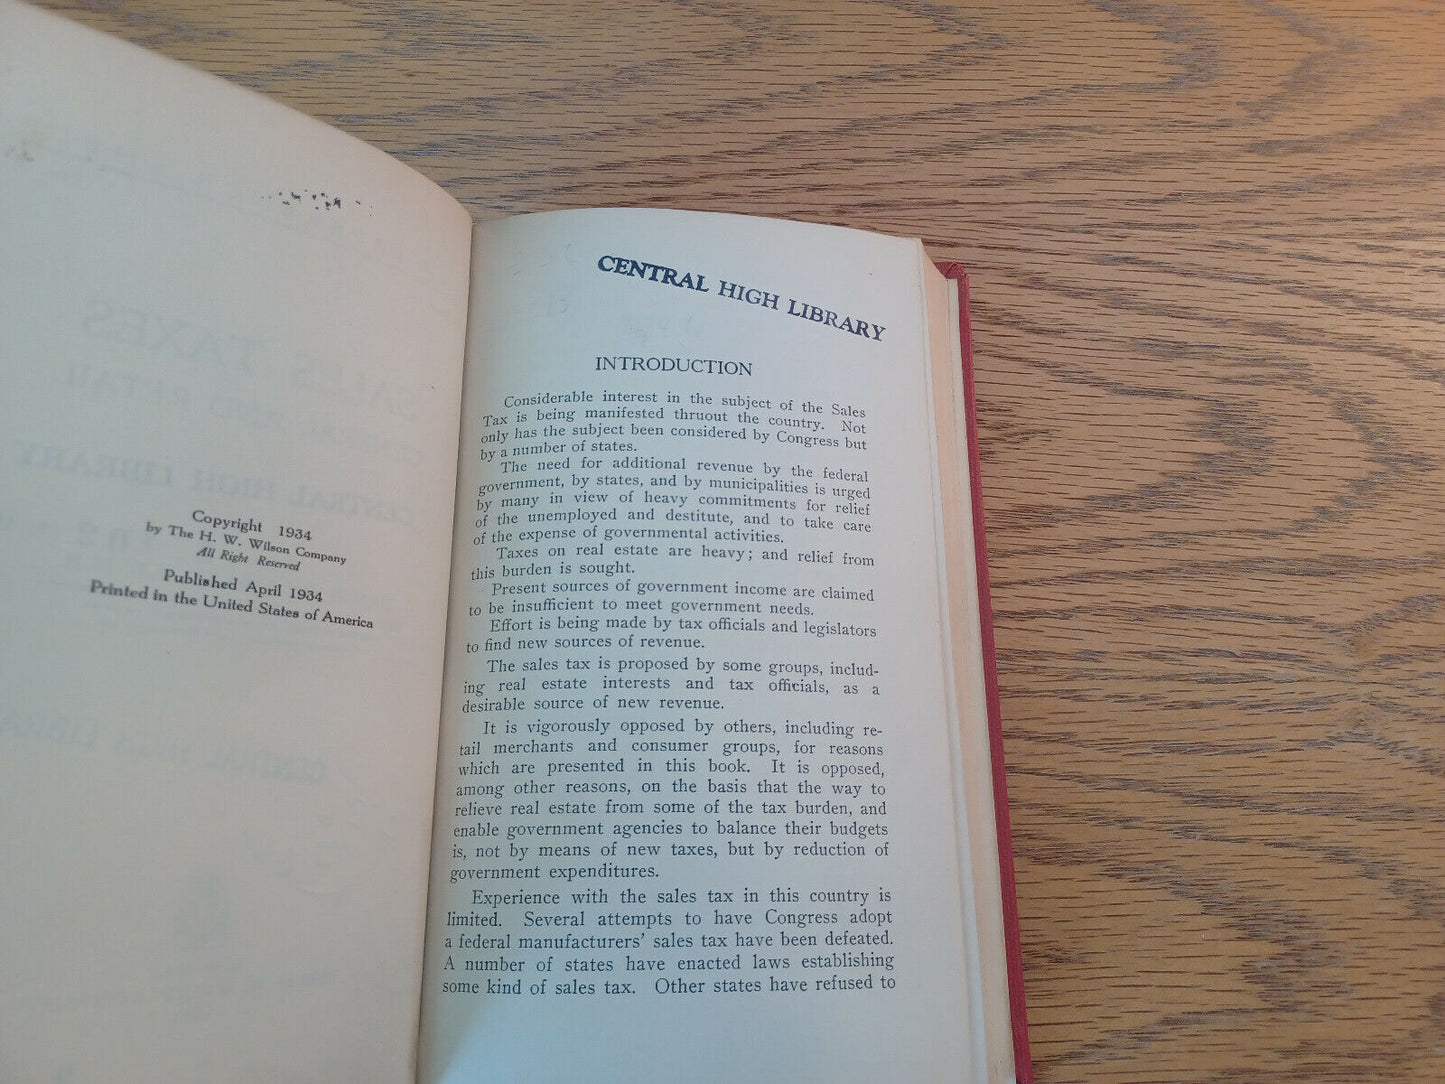 Copyright 1934
by The H. W. Wilson Company
All Right Reserved
Published April 1934
Printed in the United States of America
CENTRAL HIGH LIBRARY
INTRODUCTION
Considerable interest in the subject of the Sales
Tax is being manifested thruout the country. Not
only has the subject been considered by Congress but
by a number of states.
The need for additional revenue by the federal
government, by states, and by municipalities is urged
by many in view of heavy commitments for relief
of the unemployed and destitute, and to take care
of the expense of governmental activities.
Taxes on real estate are heavy; and relief from
this burden is sought.
Present sources of government income are claimed
to be insufficient to meet government needs.
Effort is being made by tax officials and legislators
to find new sources of revenue.
The sales tax is proposed by some groups, includ-
ing real estate interests and tax officials, as a
desirable source of new revenue.
It is vigorously opposed by others, including re-
tail merchants and consumer groups, for reasons
which are presented in this book. It is opposed,
among other reasons, on the basis that the way to
relieve real estate from some of the tax burden, and
enable government agencies to balance their budgets
is, not by means of new taxes, but by reduction of
government expenditures.
Experience with the sales tax in this country is
limited. Several attempts to have Congress adopt
a federal manufacturers' sales tax have been defeated.
A number of states have enacted laws establishing
some kind of sales tax. Other states have refused to
SALES TAXES
GENERAL AND RETAIL
CENTRAL HIGH LIBRARY